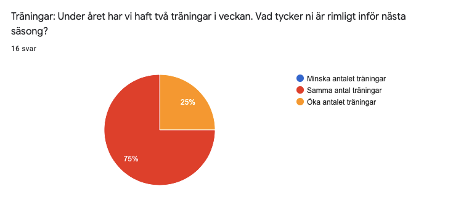 Träningar: Under året har vi haft två träningar i veckan. Vad tycker ni är rimligt inför nästa
säsong?
16 svar
Minska antalet träningar
Samma antal träningar
Öka antalet träningar
25%
75%